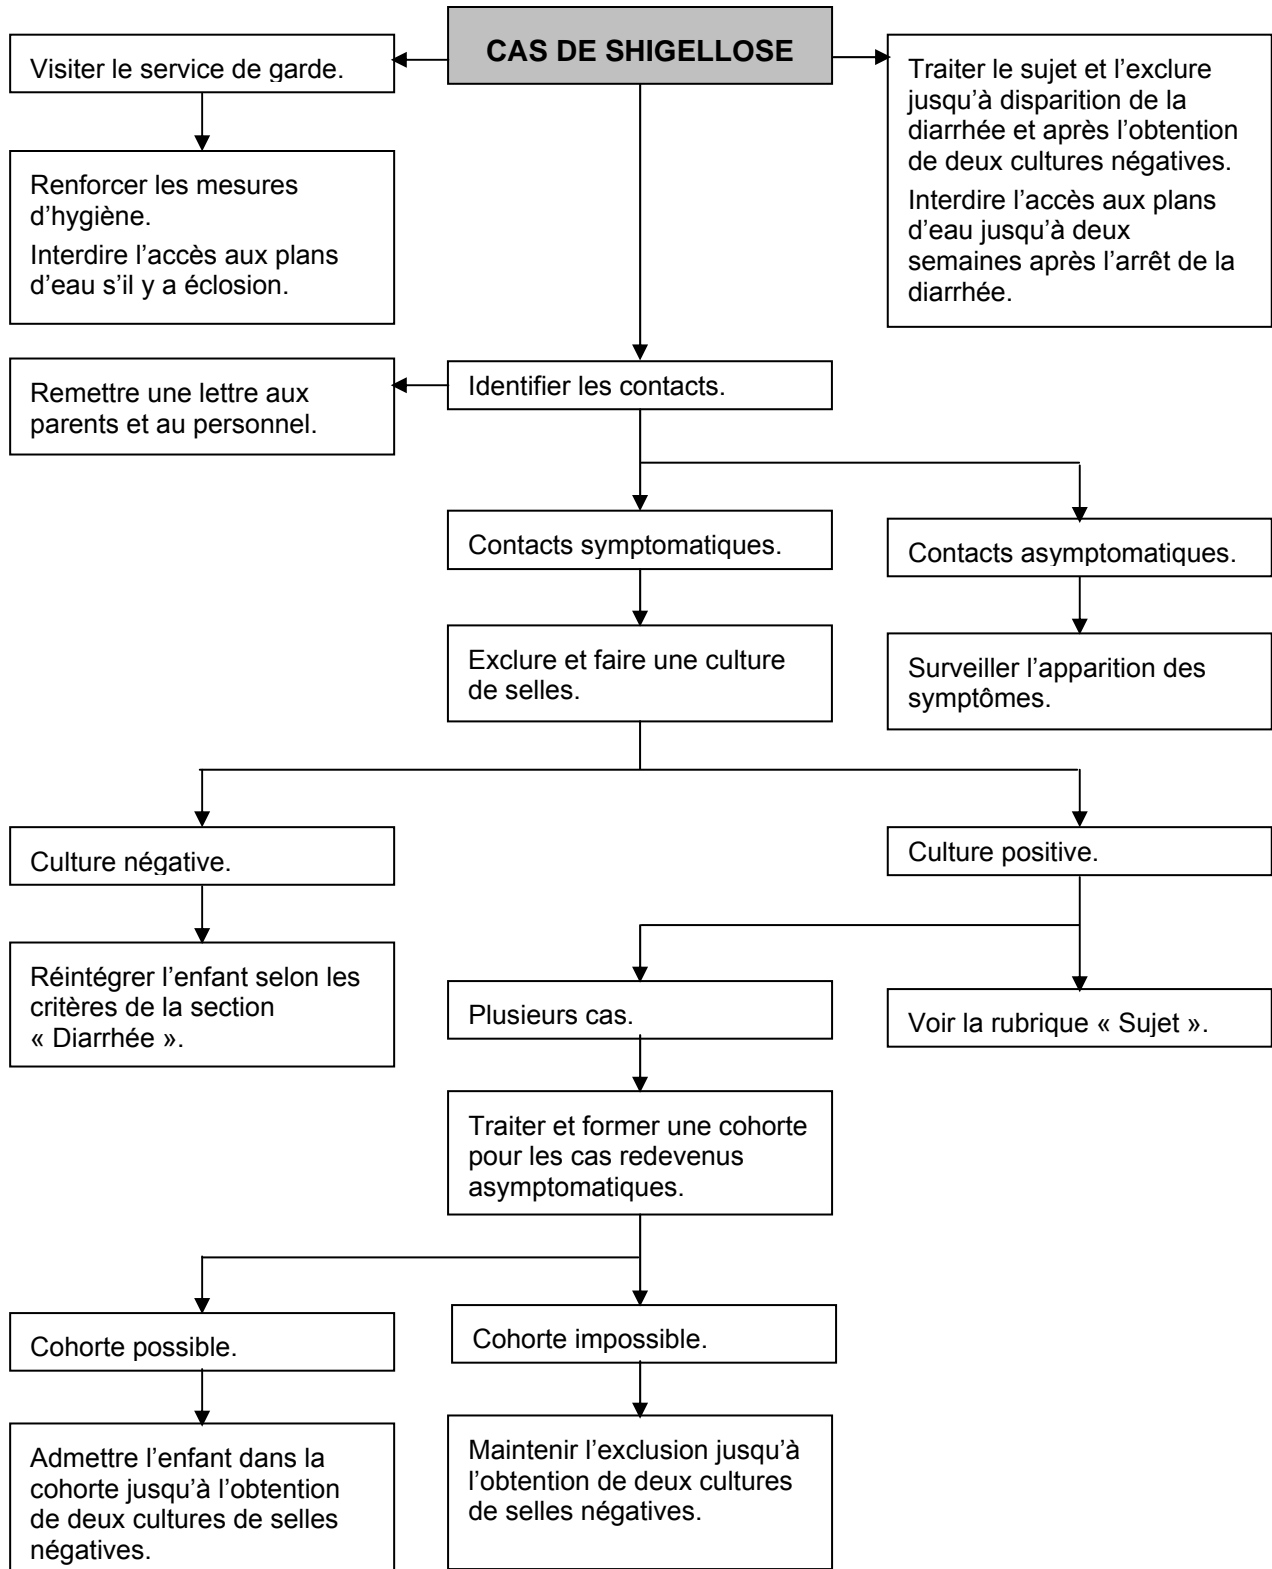 CAS DE SHIGELLOSE
Visiter le service de garde.
Renforcer les mesures
d’hygiène.
Interdire l’accès aux plans
d’eau s’il y a éclosion.
Traiter le sujet et l’exclure
jusqu’à disparition de la
diarrhée et après l’obtention
de deux cultures négatives.
Interdire l’accès aux plans
d’eau jusqu’à deux
semaines après l’arrêt de la
diarrhée.
Identifier les contacts.
Remettre une lettre aux
parents et au personnel.
Contacts symptomatiques.
Contacts asymptomatiques.
Exclure et faire une culture
de selles.
Surveiller l’apparition des
symptômes.
Culture négative.
Culture positive.
Réintégrer l’enfant selon les
critères de la section
« Diarrhée ».
Plusieurs cas.
Voir la rubrique « Sujet ».
Traiter et former une cohorte
pour les cas redevenus
asymptomatiques.
Cohorte possible.
Cohorte impossible.
Admettre l’enfant dans la
cohorte jusqu’à l’obtention
de deux cultures de selles
négatives.
Maintenir l’exclusion jusqu’à
l’obtention de deux cultures
de selles négatives.